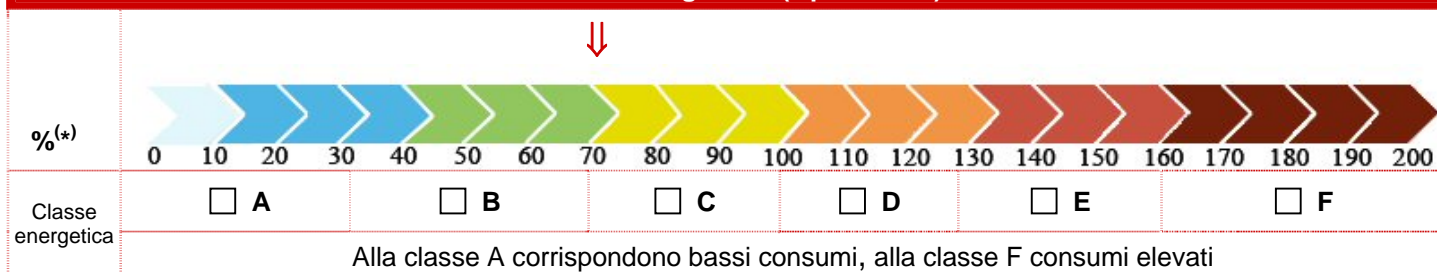 %(*)
0 10 20 30 40 50 60 70 80 90 100 110 120 130 140 150 160 170 180 190 200
Classe energetica
☐ A ☐ B ☐ C ☐ D ☐ E ☐ F
Alla classe A corrispondono bassi consumi, alla classe F consumi elevati